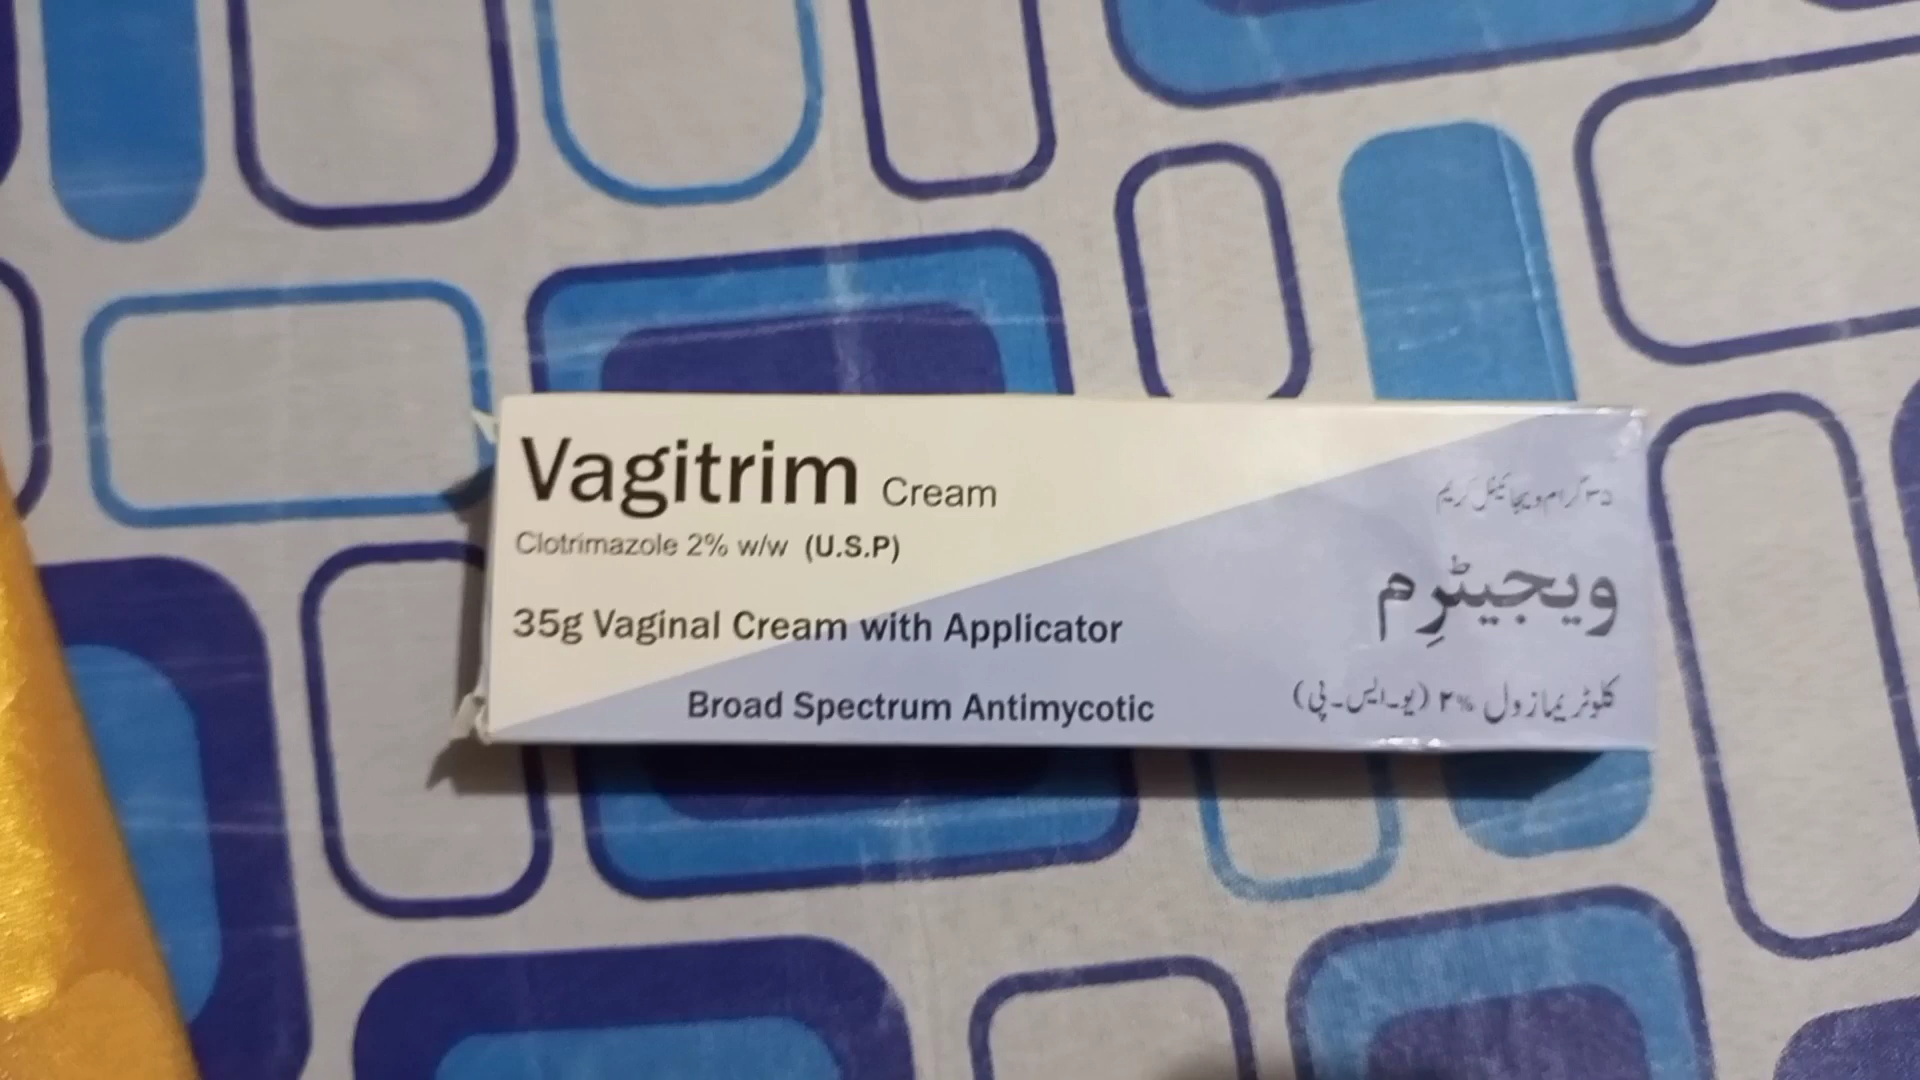 Vagitrim Cream
Clotrimazole 2% w/w (U.S.P)
35g Vaginal Cream with Applicator
Broad Spectrum Antimycotic
۳۵ گرام ویجائینل کریم
ویجیٹرِم
کلوٹریمازول ۲% (یو۔ایس۔پی)